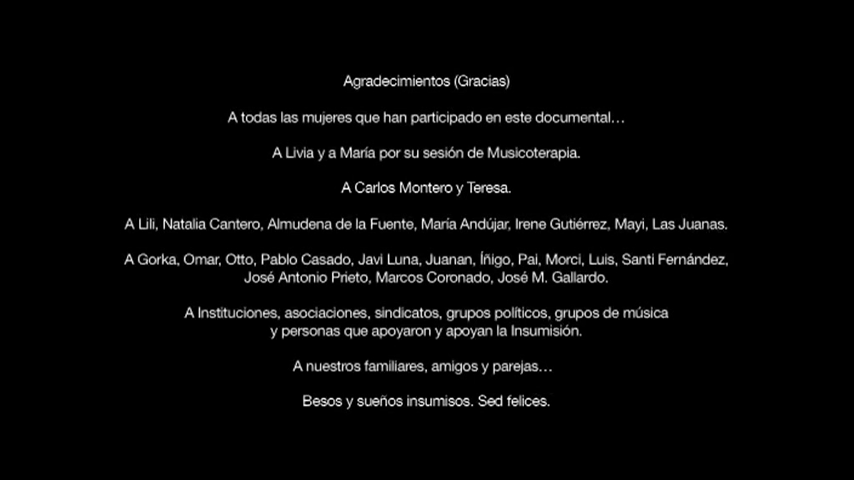 Agradecimientos (Gracias)
A todas las mujeres que han participado en este documental…
A Livia y a María por su sesión de Musicoterapia.
A Carlos Montero y Teresa.
A Lili, Natalia Cantero, Almudena de la Fuente, María Andújar, Irene Gutiérrez, Mayi, Las Juanas.
A Gorka, Omar, Otto, Pablo Casado, Javi Luna, Juanan, Íñigo, Pai, Morci, Luis, Santi Fernández,
José Antonio Prieto, Marcos Coronado, José M. Gallardo.
A Instituciones, asociaciones, sindicatos, grupos políticos, grupos de música
y personas que apoyaron y apoyan la Insumisión.
A nuestros familiares, amigos y parejas…
Besos y sueños insumisos. Sed felices.